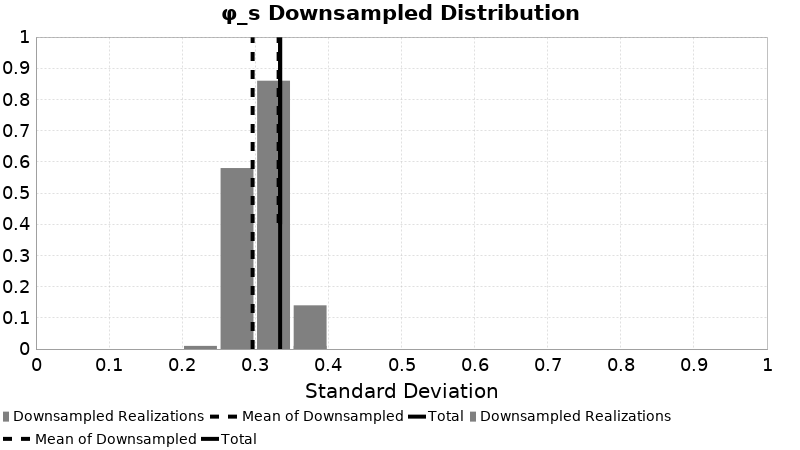 φ_s Downsampled Distribution
1
0.9
0.8
0.7
0.6
0.5
0.4
0.3
0.2
0.1
0
0 0.1 0.2 0.3 0.4 0.5 0.6 0.7 0.8 0.9 1
Standard Deviation
Downsampled Realizations Mean of Downsampled Total Downsampled Realizations
Mean of Downsampled Total